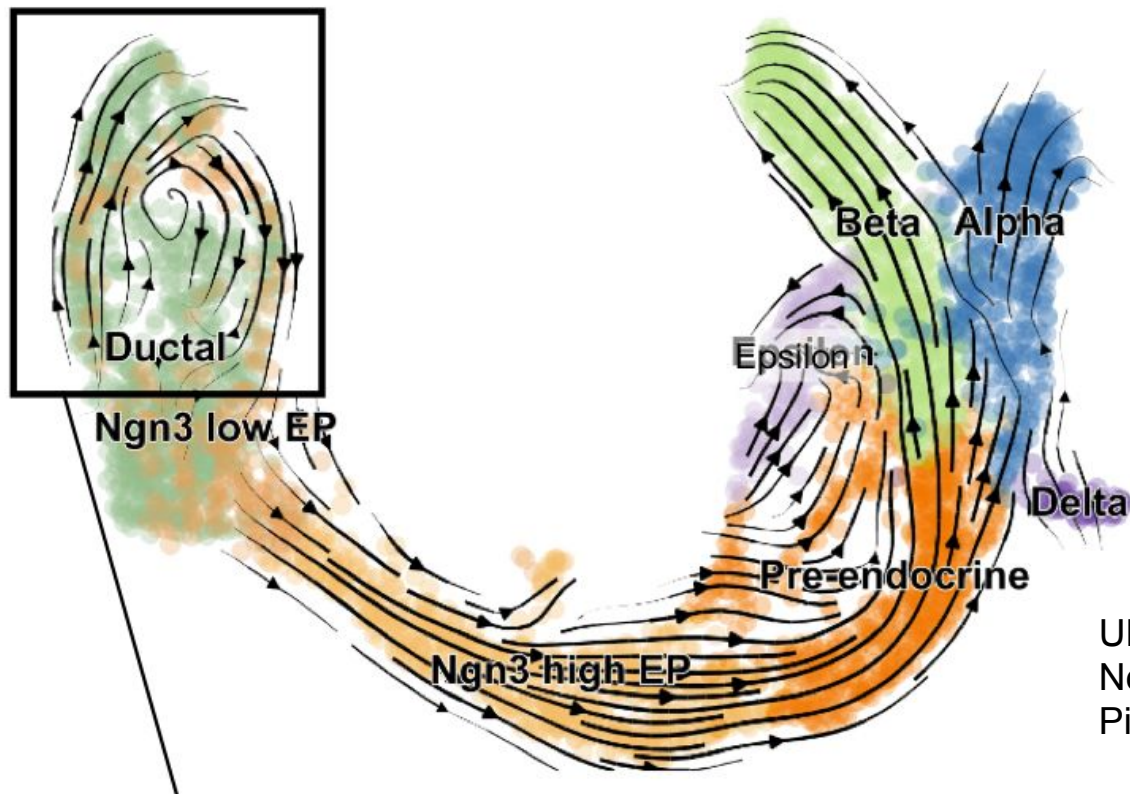 Beta
Alpha
Ductal
Epsilon
Ngn3 low EP
Delta
Pre-endocrine
Ngn3 high EP